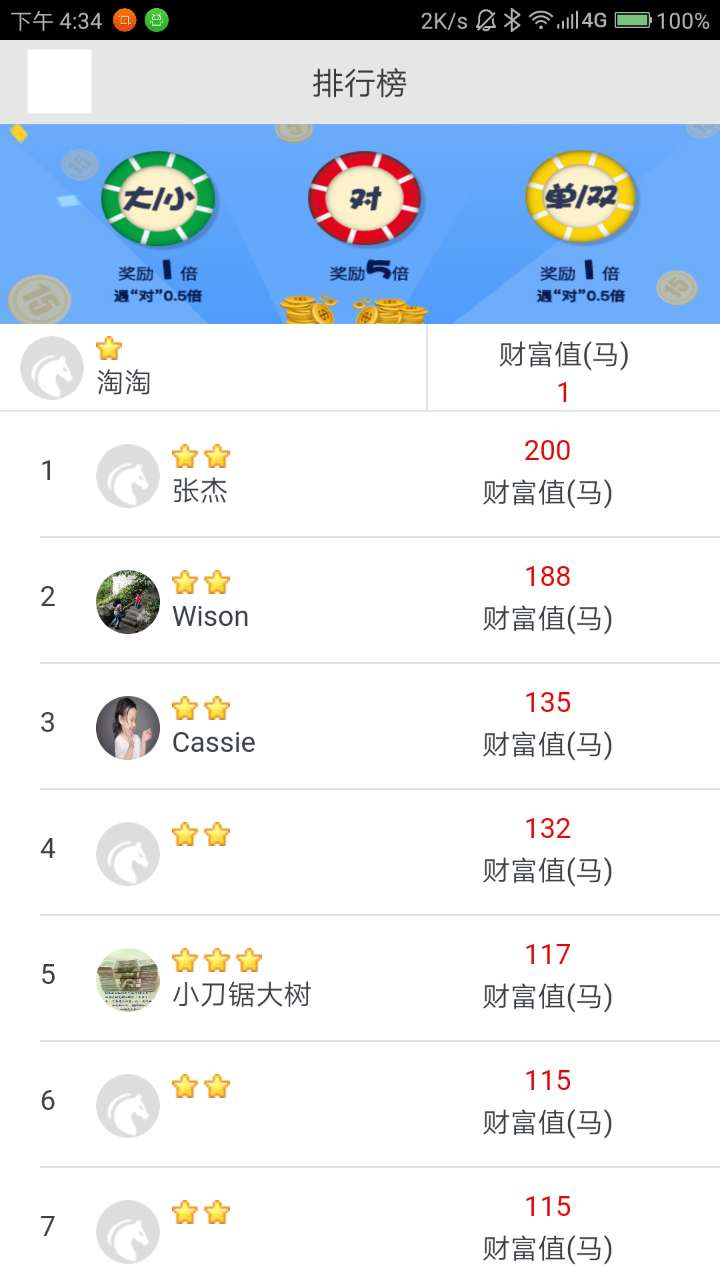 下午 4:34 2K/s 4G 100%
排行榜
大/小 对 单/双
奖励1倍 奖励5倍 奖励1倍
遇“对”0.5倍 遇“对”0.5倍
15
15
15
淘淘
财富值(马)
1
1
张杰
200
财富值(马)
2
Wison
188
财富值(马)
3
Cassie
135
财富值(马)
4
132
财富值(马)
5
小刀锯大树
117
财富值(马)
6
115
财富值(马)
7
115
财富值(马)